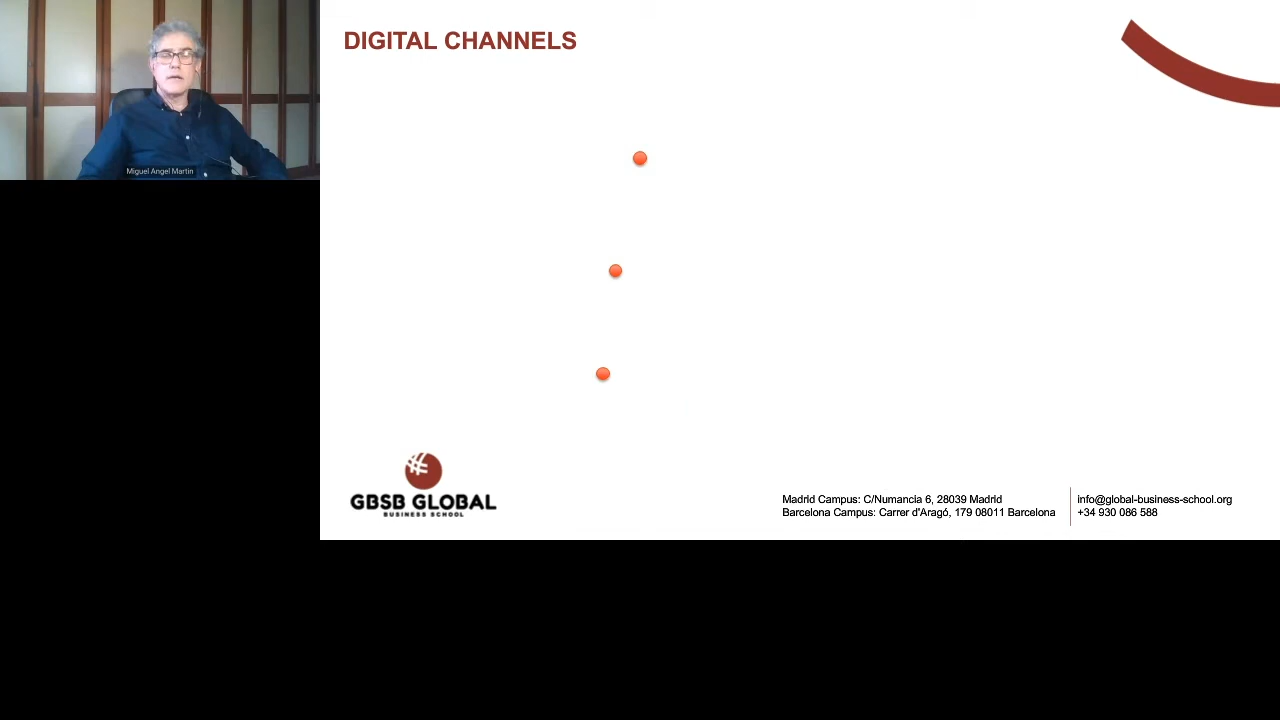 DIGITAL CHANNELS
Miguel Angel Martin
GBSB GLOBAL
BUSINESS SCHOOL
Madrid Campus: C/Numancia 6, 28039 Madrid
Barcelona Campus: Carrer d'Aragó, 179 08011 Barcelona
info@global-business-school.org
+34 930 086 588